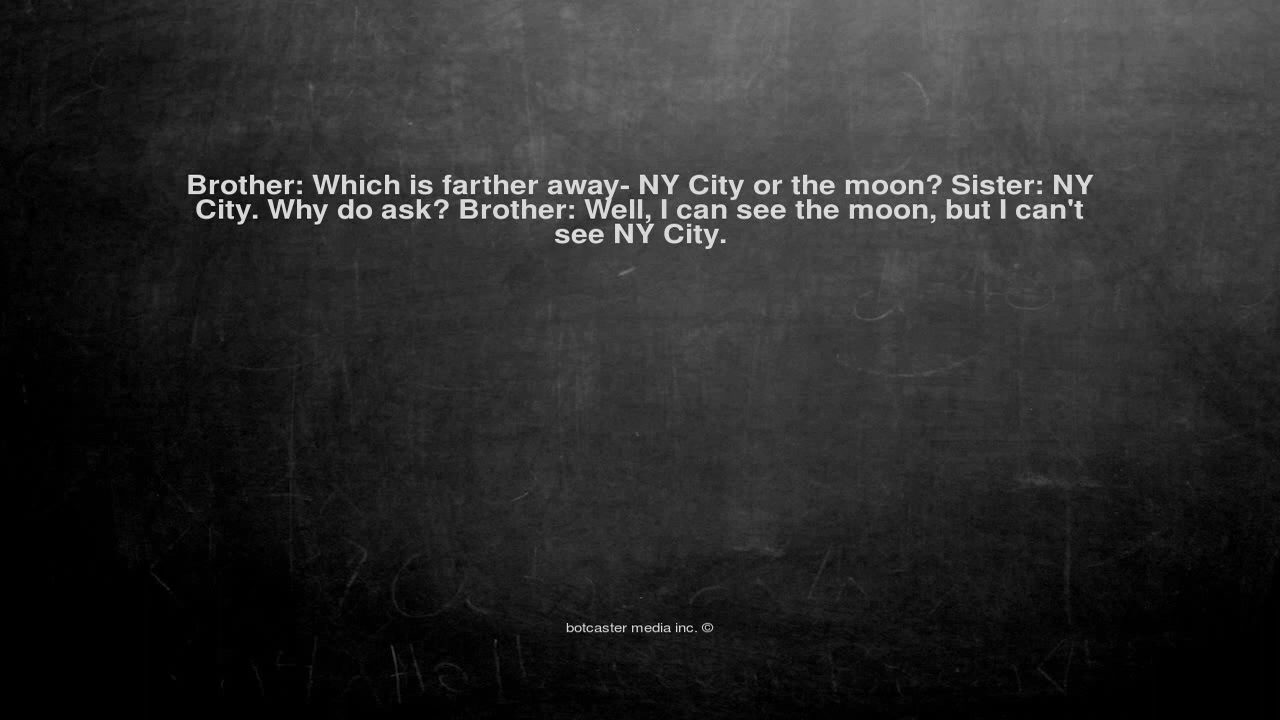 Brother: Which is farther away- NY City or the moon? Sister: NY
City. Why do ask? Brother: Well, I can see the moon, but I can't
see NY City.
botcaster media inc. ©